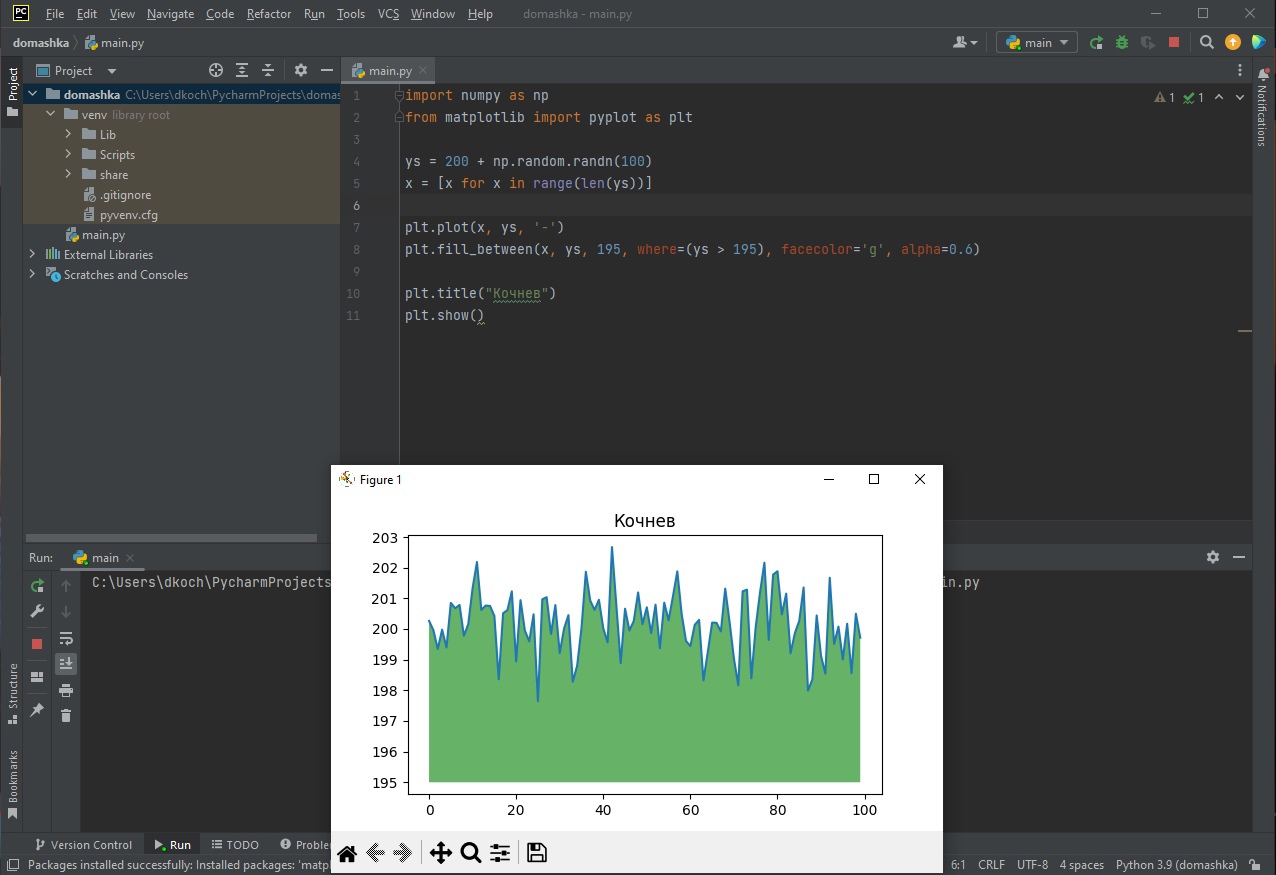 PC File Edit View Navigate Code Refactor Run Tools VCS Window Help domashka - main.py
domashka main.py main
Project main.py
domashka C:\Users\dkoch\PycharmProjects\domas
venv library root
Lib
Scripts
share
.gitignore
pyvenv.cfg
main.py
External Libraries
Scratches and Consoles
Project
Structure
Bookmarks
Notifications
1 1
1 import numpy as np
2 from matplotlib import pyplot as plt
3
4 ys = 200 + np.random.randn(100)
5 x = [x for x in range(len(ys))]
6
7 plt.plot(x, ys, '-')
8 plt.fill_between(x, ys, 195, where=(ys > 195), facecolor='g', alpha=0.6)
9
10 plt.title("Кочнев")
11 plt.show()
Run: main
C:\Users\dkoch\PycharmProjects
in.py
Figure 1
Кочнев
203
202
201
200
199
198
197
196
195
0 20 40 60 80 100
Version Control Run TODO Proble
Packages installed successfully: Installed packages: 'matpl
6:1 CRLF UTF-8 4 spaces Python 3.9 (domashka)